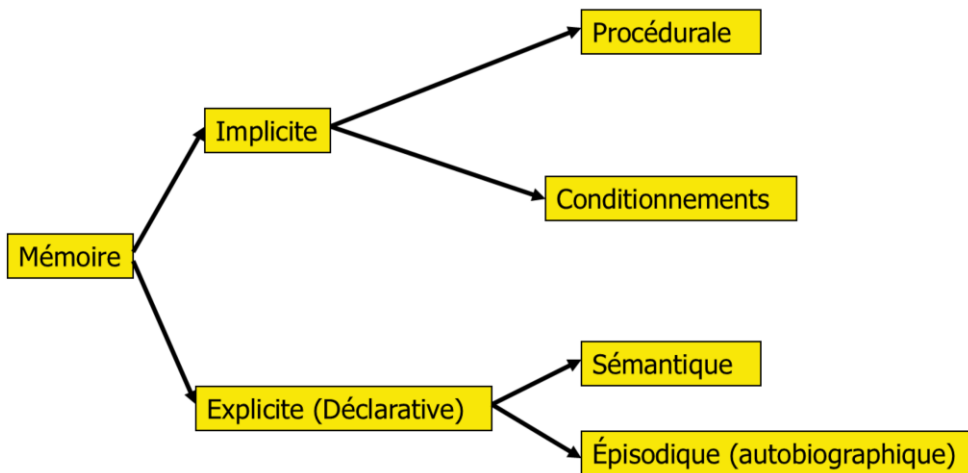 Procédurale
Implicite
Conditionnements
Mémoire
Sémantique
Explicite (Déclarative)
Épisodique (autobiographique)